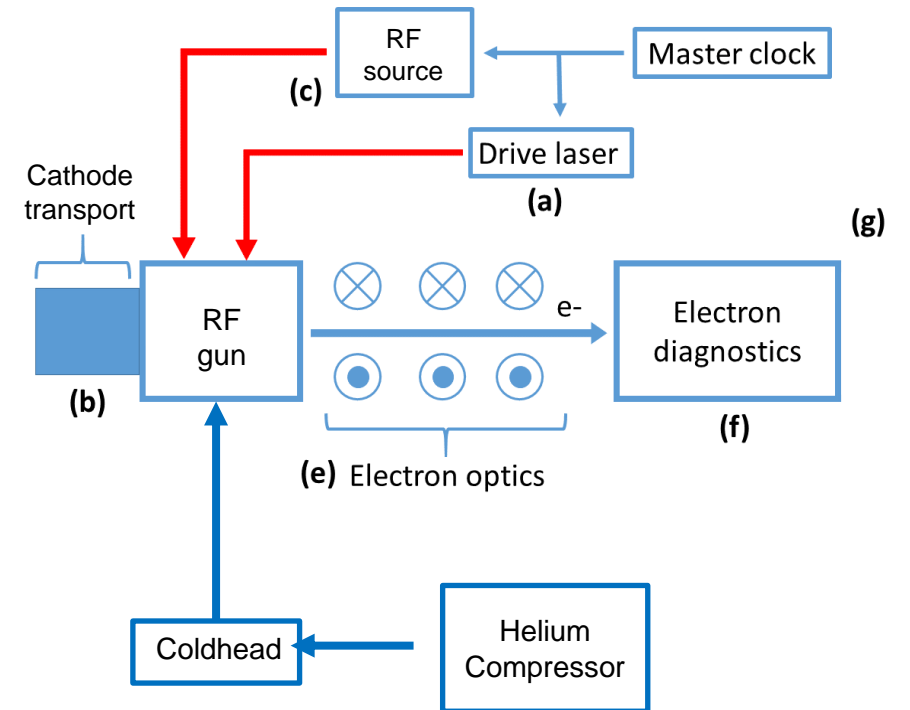 RF
source
Master clock
(c)
Drive laser
(a)
Cathode
transport
(g)
RF
gun
e-
Electron
diagnostics
(b)
(f)
(e) Electron optics
Coldhead
Helium
Compressor